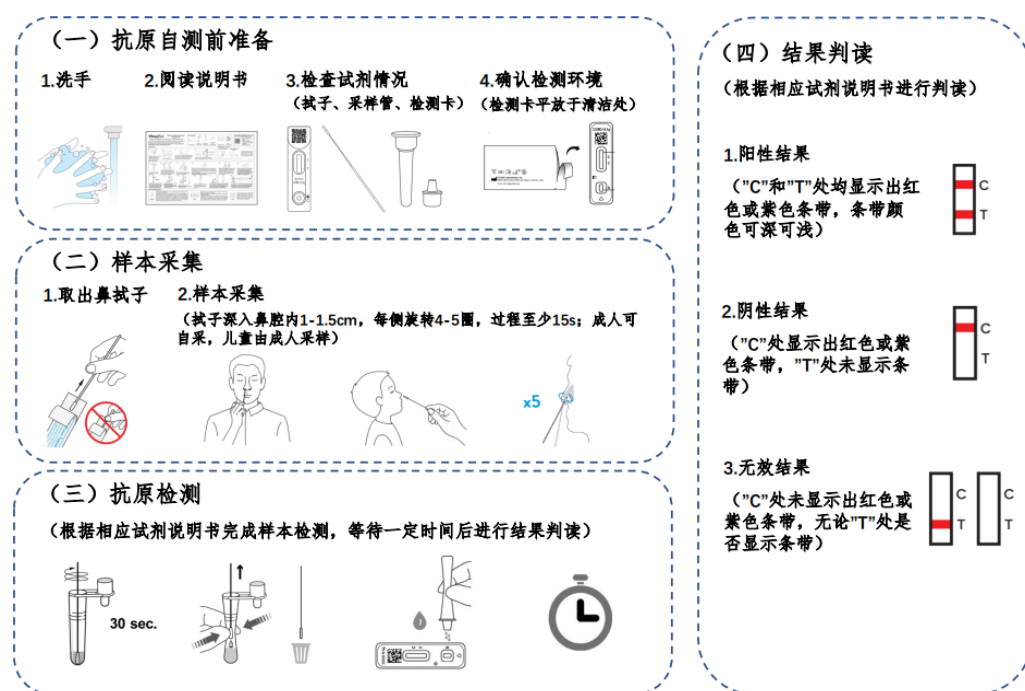 （一）抗原自测前准备
1.洗手
2.阅读说明书
3.检查试剂情况
（拭子、采样管、检测卡）
4.确认检测环境
（检测卡平放于清洁处）
（二）样本采集
1.取出鼻拭子
2.样本采集
（拭子深入鼻腔内1-1.5cm，每侧旋转4-5圈，过程至少15s；成人可
自采，儿童由成人采样）
x5
（三）抗原检测
（根据相应试剂说明书完成样本检测，等待一定时间后进行结果判读）
30 sec.
（四）结果判读
（根据相应试剂说明书进行判读）
1.阳性结果
（”C”和”T”处均显示出红
色或紫色条带，条带颜
色可深可浅）
C
T
2.阴性结果
（”C”处显示出红色或紫
色条带，”T”处未显示条
带）
C
T
3.无效结果
（”C”处未显示出红色或
紫色条带，无论”T”处是
否显示条带）
C C
T T